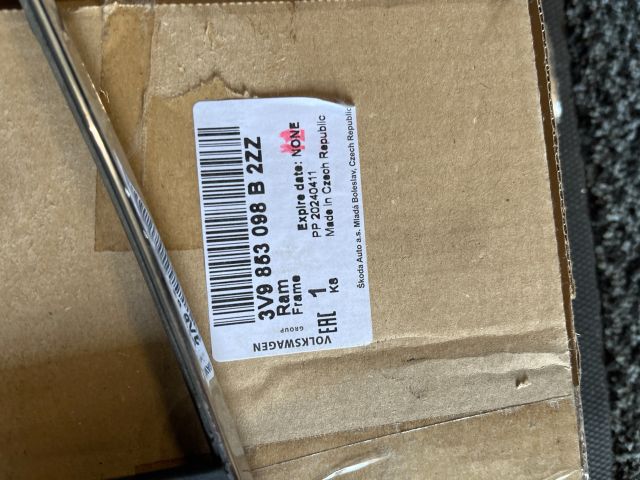 3V9 853 098 B 2ZZ
Ram
Frame
Expire date: NONE
PP 20240411
Made in Czech Republic
1
KS
EAC
VOLKSWAGEN
GROUP
Škoda Auto a.s. Mladá Boleslav, Czech Republic